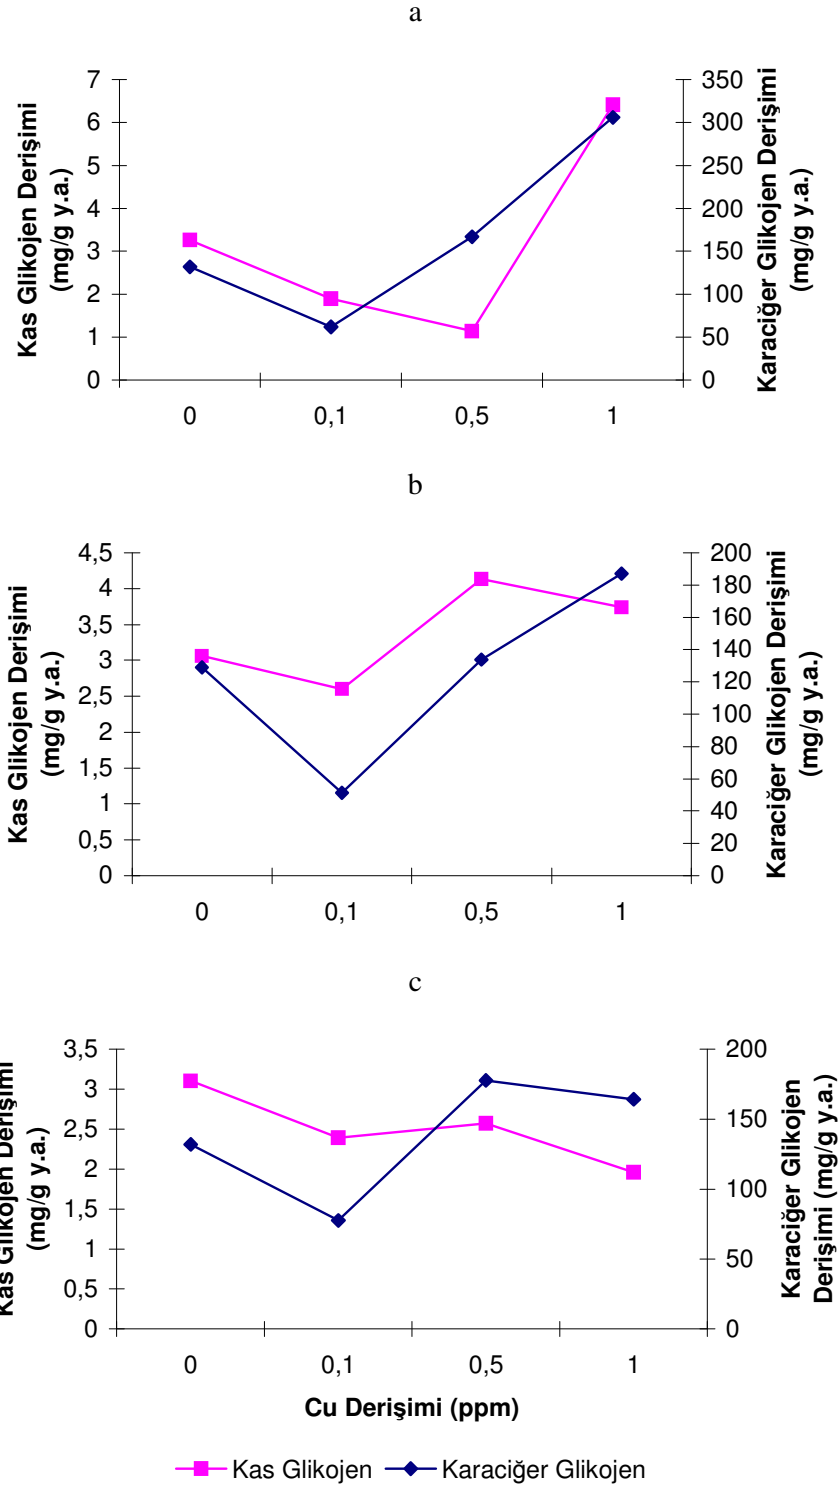 a
Kas Glikojen Derişimi
(mg/g y.a.)
7
6
5
4
3
2
1
0
350
300
250
200
150
100
50
0
Karaciğer Glikojen Derişimi
(mg/g y.a.)
0 0,1 0,5 1
b
Kas Glikojen Derişimi
(mg/g y.a.)
4,5
4
3,5
3
2,5
2
1,5
1
0,5
0
200
180
160
140
120
100
80
60
40
20
0
Karaciğer Glikojen Derişimi
(mg/g y.a.)
0 0,1 0,5 1
c
Kas Glikojen Derişimi
(mg/g y.a.)
3,5
3
2,5
2
1,5
1
0,5
0
200
150
100
50
0
Karaciğer Glikojen
Derişimi (mg/g y.a.)
0 0,1 0,5 1
Cu Derişimi (ppm)
Kas Glikojen Karaciğer Glikojen